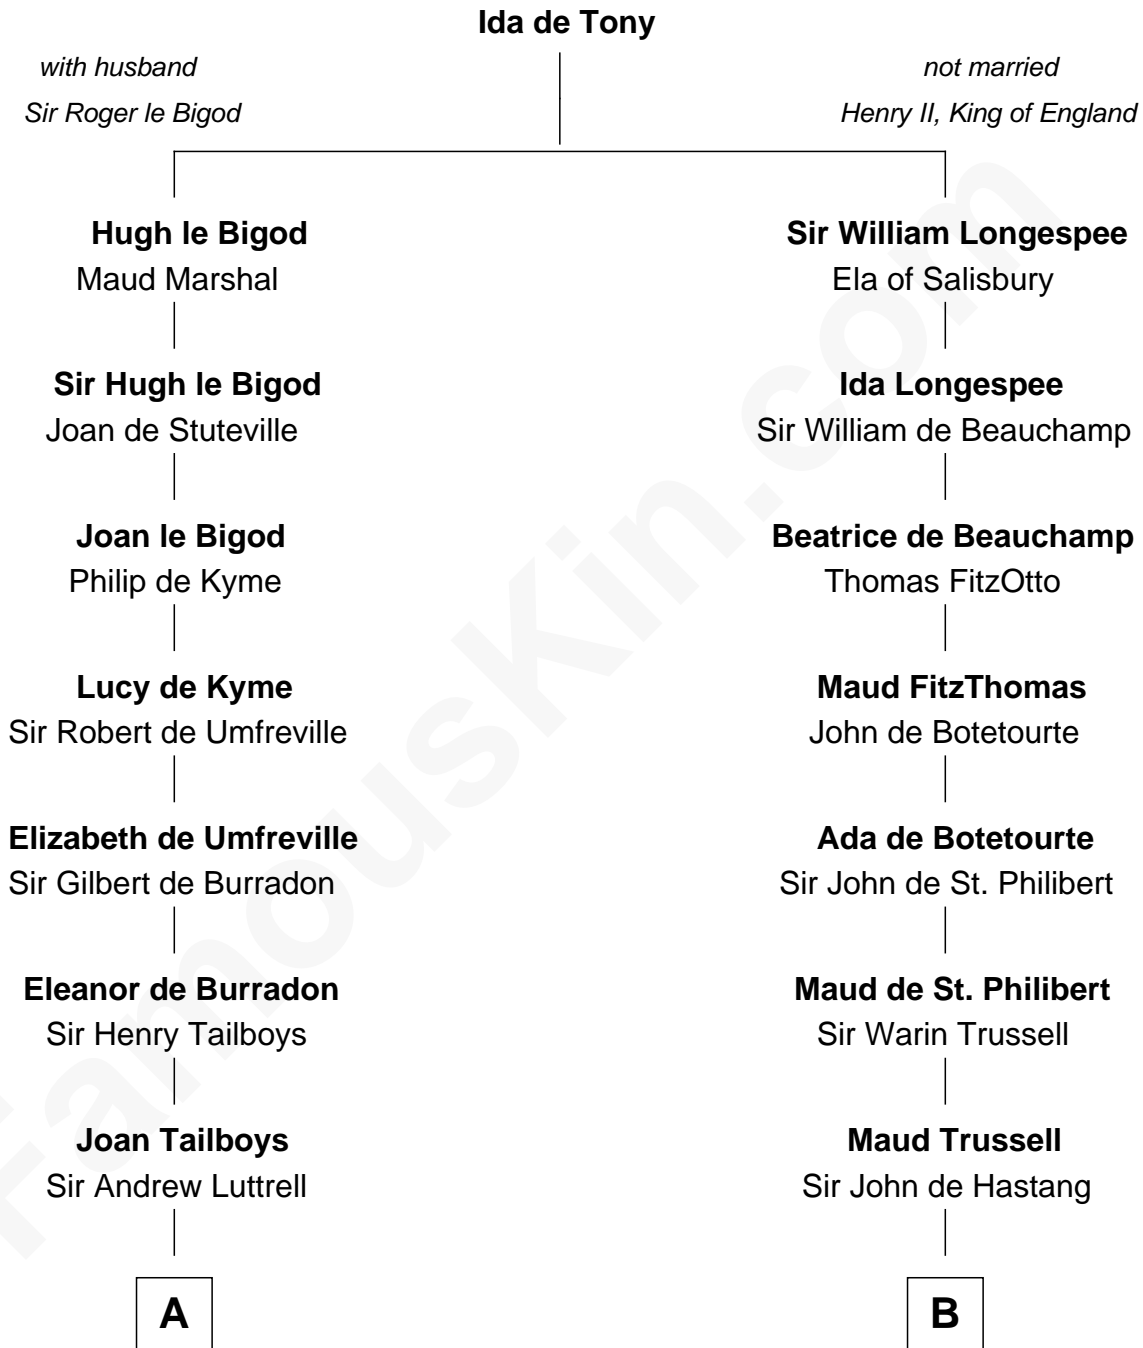 Ida de Tony
with husband
Sir Roger le Bigod
not married
Henry II, King of England
Hugh le Bigod
Maud Marshal
Sir William Longespee
Ela of Salisbury
Sir Hugh le Bigod
Joan de Stuteville
Ida Longespee
Sir William de Beauchamp
Joan le Bigod
Philip de Kyme
Beatrice de Beauchamp
Thomas FitzOtto
Lucy de Kyme
Sir Robert de Umfreville
Maud FitzThomas
John de Botetourte
Elizabeth de Umfreville
Sir Gilbert de Burradon
Ada de Botetourte
Sir John de St. Philibert
Eleanor de Burradon
Sir Henry Tailboys
Maud de St. Philibert
Sir Warin Trussell
Joan Tailboys
Sir Andrew Luttrell
Maud Trussell
Sir John de Hastang
A
B
FamousKin.com